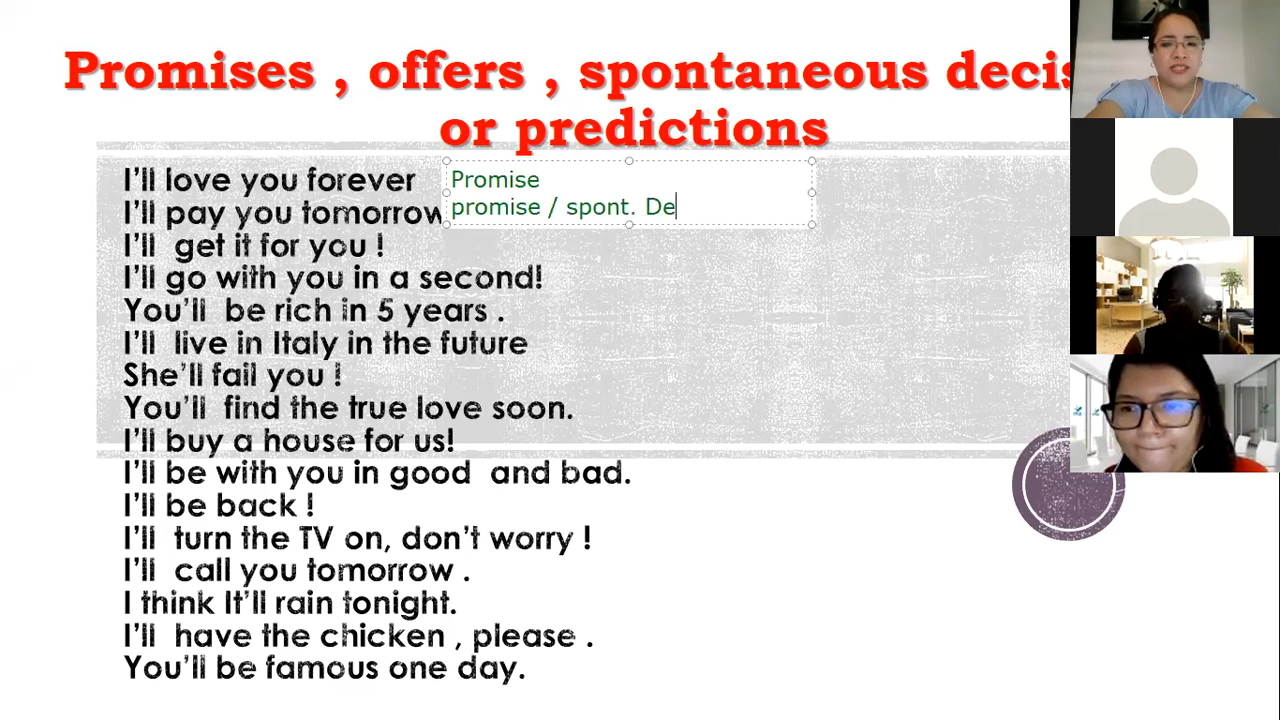 Promises , offers , spontaneous decis
or predictions
I'll love you forever
Promise
I'll pay you tomorrow
promise / spont. De
I'll get it for you !
I'll go with you in a second!
You'll be rich in 5 years .
I'll live in Italy in the future
She'll fail you !
You'll find the true love soon.
I'll buy a house for us!
I'll be with you in good and bad.
I'll be back !
I'll turn the TV on, don't worry !
I'll call you tomorrow .
I think It'll rain tonight.
I'll have the chicken , please .
You'll be famous one day.